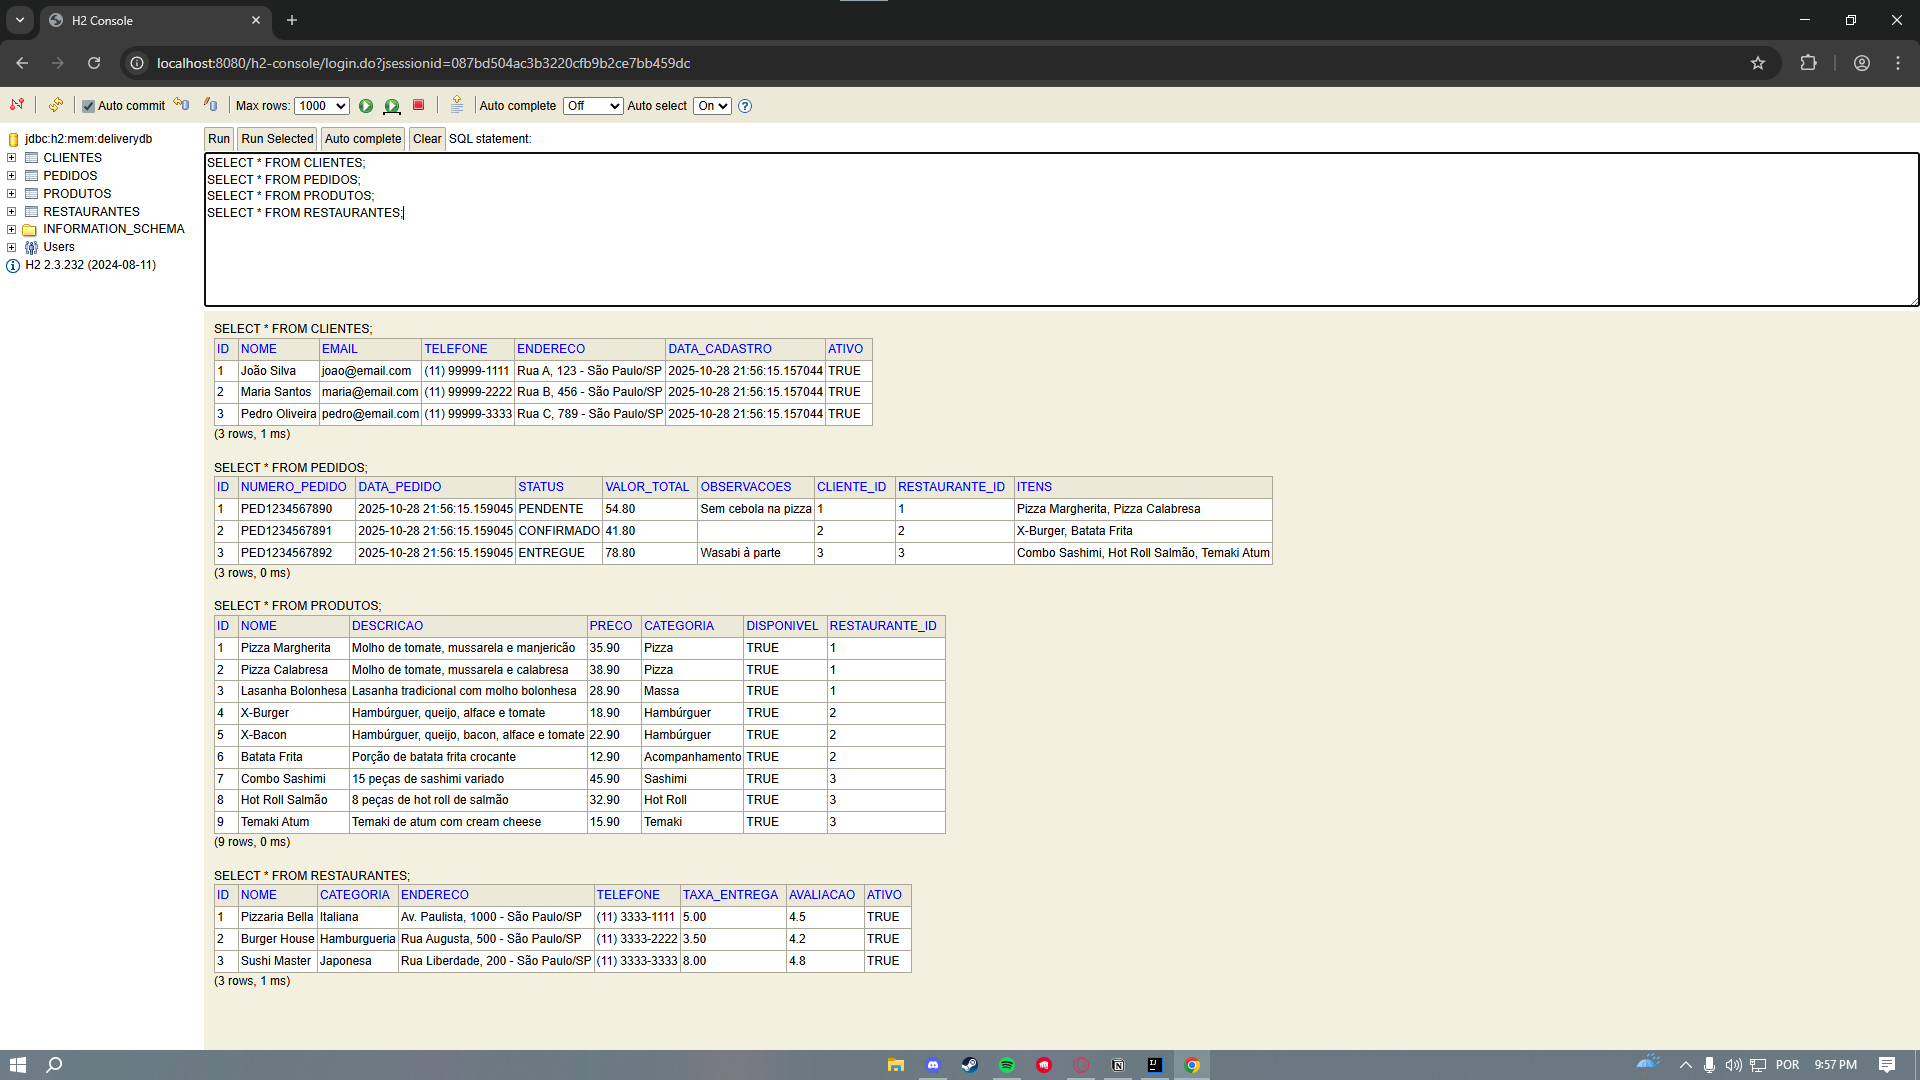 H2 Console
localhost:8080/h2-console/login.do?jsessionid=087bd504ac3b3220cfb9b2ce7bb459dc
Auto commit Max rows: 1000 Auto complete Off Auto select On
jdbc:h2:mem:deliverydb
CLIENTES
PEDIDOS
PRODUTOS
RESTAURANTES
INFORMATION_SCHEMA
Users
H2 2.3.232 (2024-08-11)
Run Run Selected Auto complete Clear SQL statement:
SELECT * FROM CLIENTES;
SELECT * FROM PEDIDOS;
SELECT * FROM PRODUTOS;
SELECT * FROM RESTAURANTES;
SELECT * FROM CLIENTES;
ID NOME EMAIL TELEFONE ENDERECO DATA_CADASTRO ATIVO
1 João Silva joao@email.com (11) 99999-1111 Rua A, 123 - São Paulo/SP 2025-10-28 21:56:15.157044 TRUE
2 Maria Santos maria@email.com (11) 99999-2222 Rua B, 456 - São Paulo/SP 2025-10-28 21:56:15.157044 TRUE
3 Pedro Oliveira pedro@email.com (11) 99999-3333 Rua C, 789 - São Paulo/SP 2025-10-28 21:56:15.157044 TRUE
(3 rows, 1 ms)
SELECT * FROM PEDIDOS;
ID NUMERO_PEDIDO DATA_PEDIDO STATUS VALOR_TOTAL OBSERVACOES CLIENTE_ID RESTAURANTE_ID ITENS
1 PED1234567890 2025-10-28 21:56:15.159045 PENDENTE 54.80 Sem cebola na pizza 1 1 Pizza Margherita, Pizza Calabresa
2 PED1234567891 2025-10-28 21:56:15.159045 CONFIRMADO 41.80 2 2 X-Burger, Batata Frita
3 PED1234567892 2025-10-28 21:56:15.159045 ENTREGUE 78.80 Wasabi à parte 3 3 Combo Sashimi, Hot Roll Salmão, Temaki Atum
(3 rows, 0 ms)
SELECT * FROM PRODUTOS;
ID NOME DESCRICAO PRECO CATEGORIA DISPONIVEL RESTAURANTE_ID
1 Pizza Margherita Molho de tomate, mussarela e manjericão 35.90 Pizza TRUE 1
2 Pizza Calabresa Molho de tomate, mussarela e calabresa 38.90 Pizza TRUE 1
3 Lasanha Bolonhesa Lasanha tradicional com molho bolonhesa 28.90 Massa TRUE 1
4 X-Burger Hambúrguer, queijo, alface e tomate 18.90 Hambúrguer TRUE 2
5 X-Bacon Hambúrguer, queijo, bacon, alface e tomate 22.90 Hambúrguer TRUE 2
6 Batata Frita Porção de batata frita crocante 12.90 Acompanhamento TRUE 2
7 Combo Sashimi 15 peças de sashimi variado 45.90 Sashimi TRUE 3
8 Hot Roll Salmão 8 peças de hot roll de salmão 32.90 Hot Roll TRUE 3
9 Temaki Atum Temaki de atum com cream cheese 15.90 Temaki TRUE 3
(9 rows, 0 ms)
SELECT * FROM RESTAURANTES;
ID NOME CATEGORIA ENDERECO TELEFONE TAXA_ENTREGA AVALIACAO ATIVO
1 Pizzaria Bella Italiana Av. Paulista, 1000 - São Paulo/SP (11) 3333-1111 5.00 4.5 TRUE
2 Burger House Hamburgueria Rua Augusta, 500 - São Paulo/SP (11) 3333-2222 3.50 4.2 TRUE
3 Sushi Master Japonesa Rua Liberdade, 200 - São Paulo/SP (11) 3333-3333 8.00 4.8 TRUE
(3 rows, 1 ms)
POR 9:57 PM